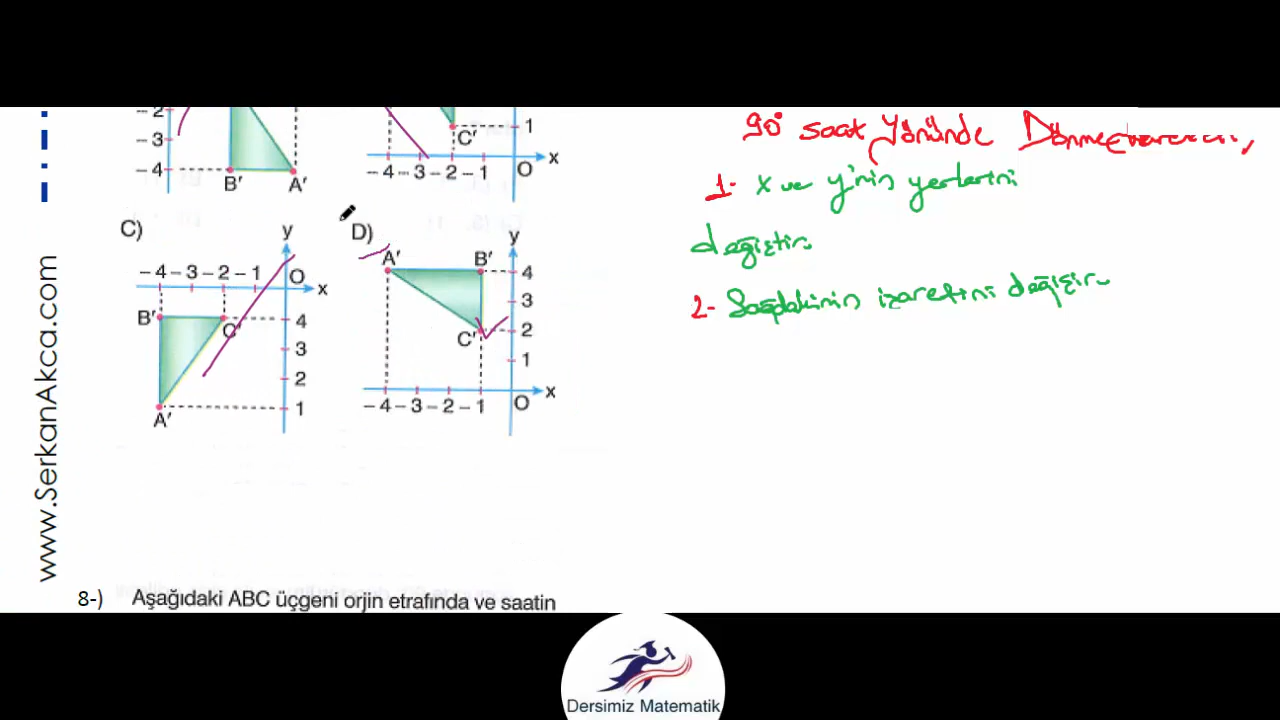 www.SerkanAkca.com
-2
-3
-4
B' A'
C'
1
-4 -3 -2 -1 O x
90° saat yönünde
1- x ve y'nin yerlerini
değiştir.
2- Sağdakinin işaretini değiştir.
C)
y
-4 -3 -2 -1 O x
B' C' 4
3
2
A' 1
D)
y
A' B' 4
3
C' 2
1
-4 -3 -2 -1 O x
8-) Aşağıdaki ABC üçgeni orjin etrafında ve saatin
Dersimiz Matematik